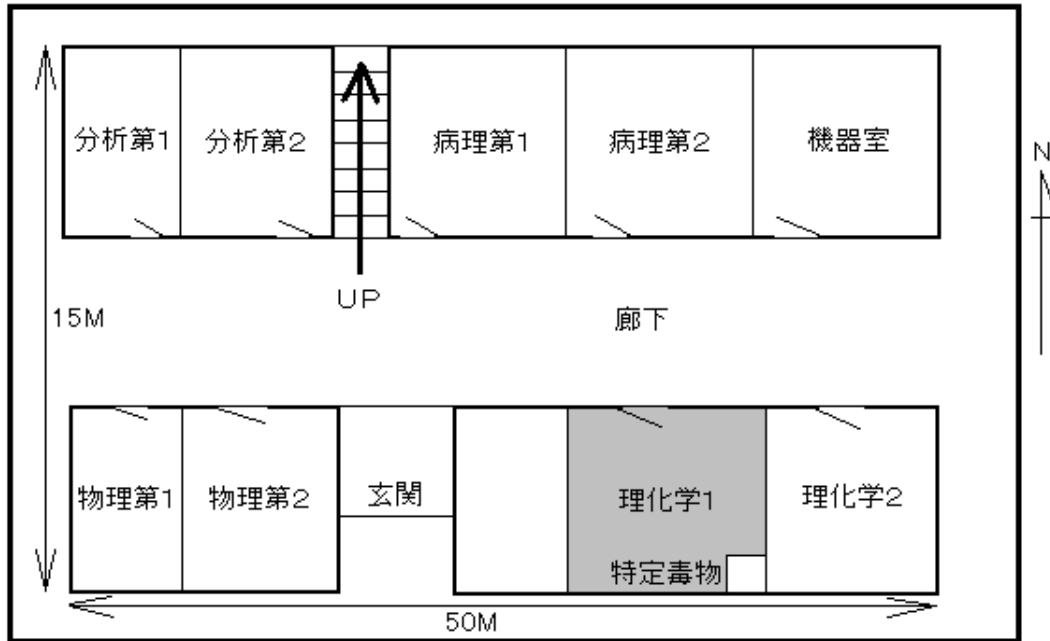 分析第1
分析第2
病理第1
病理第2
機器室
N
UP
15M
廊下
物理第1
物理第2
玄関
理化学1
理化学2
特定毒物
50M